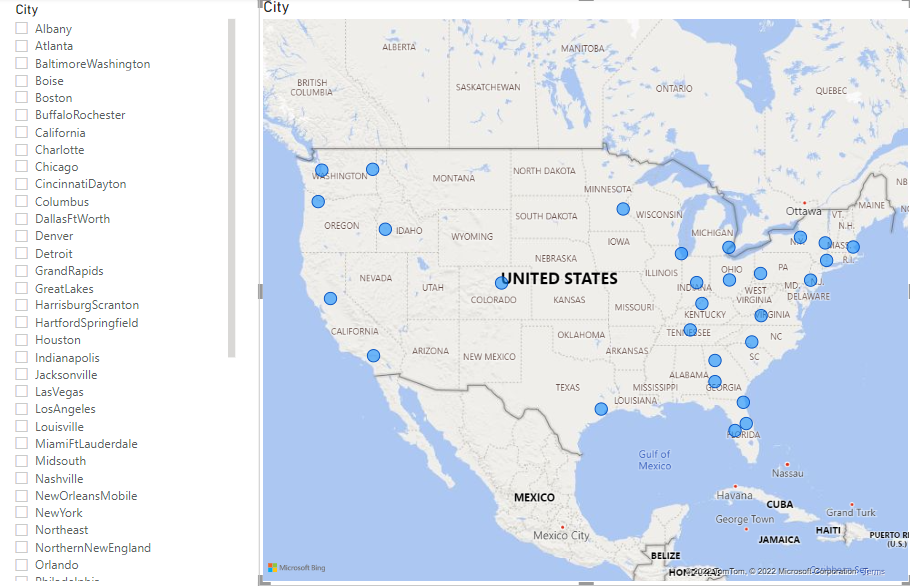 City
Albany
Atlanta
BaltimoreWashington
Boise
Boston
BuffaloRochester
California
Charlotte
Chicago
CincinnatiDayton
Columbus
DallasFtWorth
Denver
Detroit
GrandRapids
GreatLakes
HarrisburgScranton
HartfordSpringfield
Houston
Indianapolis
Jacksonville
LasVegas
LosAngeles
Louisville
MiamiFtLauderdale
Midsouth
Nashville
NewOrleansMobile
NewYork
Northeast
NorthernNewEngland
Orlando
City
ALBERTA
MANITOBA
BRITISH
COLUMBIA
SASKATCHEWAN
ONTARIO
QUEBEC
WASHINGTON
MONTANA
NORTH DAKOTA
MINNESOTA
MAINE
NB
Ottawa
VT.
N.H.
OREGON
IDAHO
SOUTH DAKOTA
WISCONSIN
MICHIGAN
MASS
R.I.
WYOMING
IOWA
NEBRASKA
NEVADA
UTAH
UNITED STATES
ILLINOIS
OHIO
PA
COLORADO
KANSAS
INDIANA
WEST
VIRGINIA
MD.
DELAWARE
MISSOURI
KENTUCKY
VIRGINIA
CALIFORNIA
OKLAHOMA
TENNESSEE
NC
ARIZONA
NEW MEXICO
ARKANSAS
SC
TEXAS
MISSISSIPPI
ALABAMA
GEORGIA
LOUISIANA
FLORIDA
Gulf of
Mexico
Nassau
MEXICO
Havana
CUBA
Grand Turk
George Town
Mexico City
JAMAICA
HAITI
PUERTO R
(U.S.)
BELIZE
Microsoft Bing
© 2022 TomTom, © 2022 Microsoft Corporation Terms